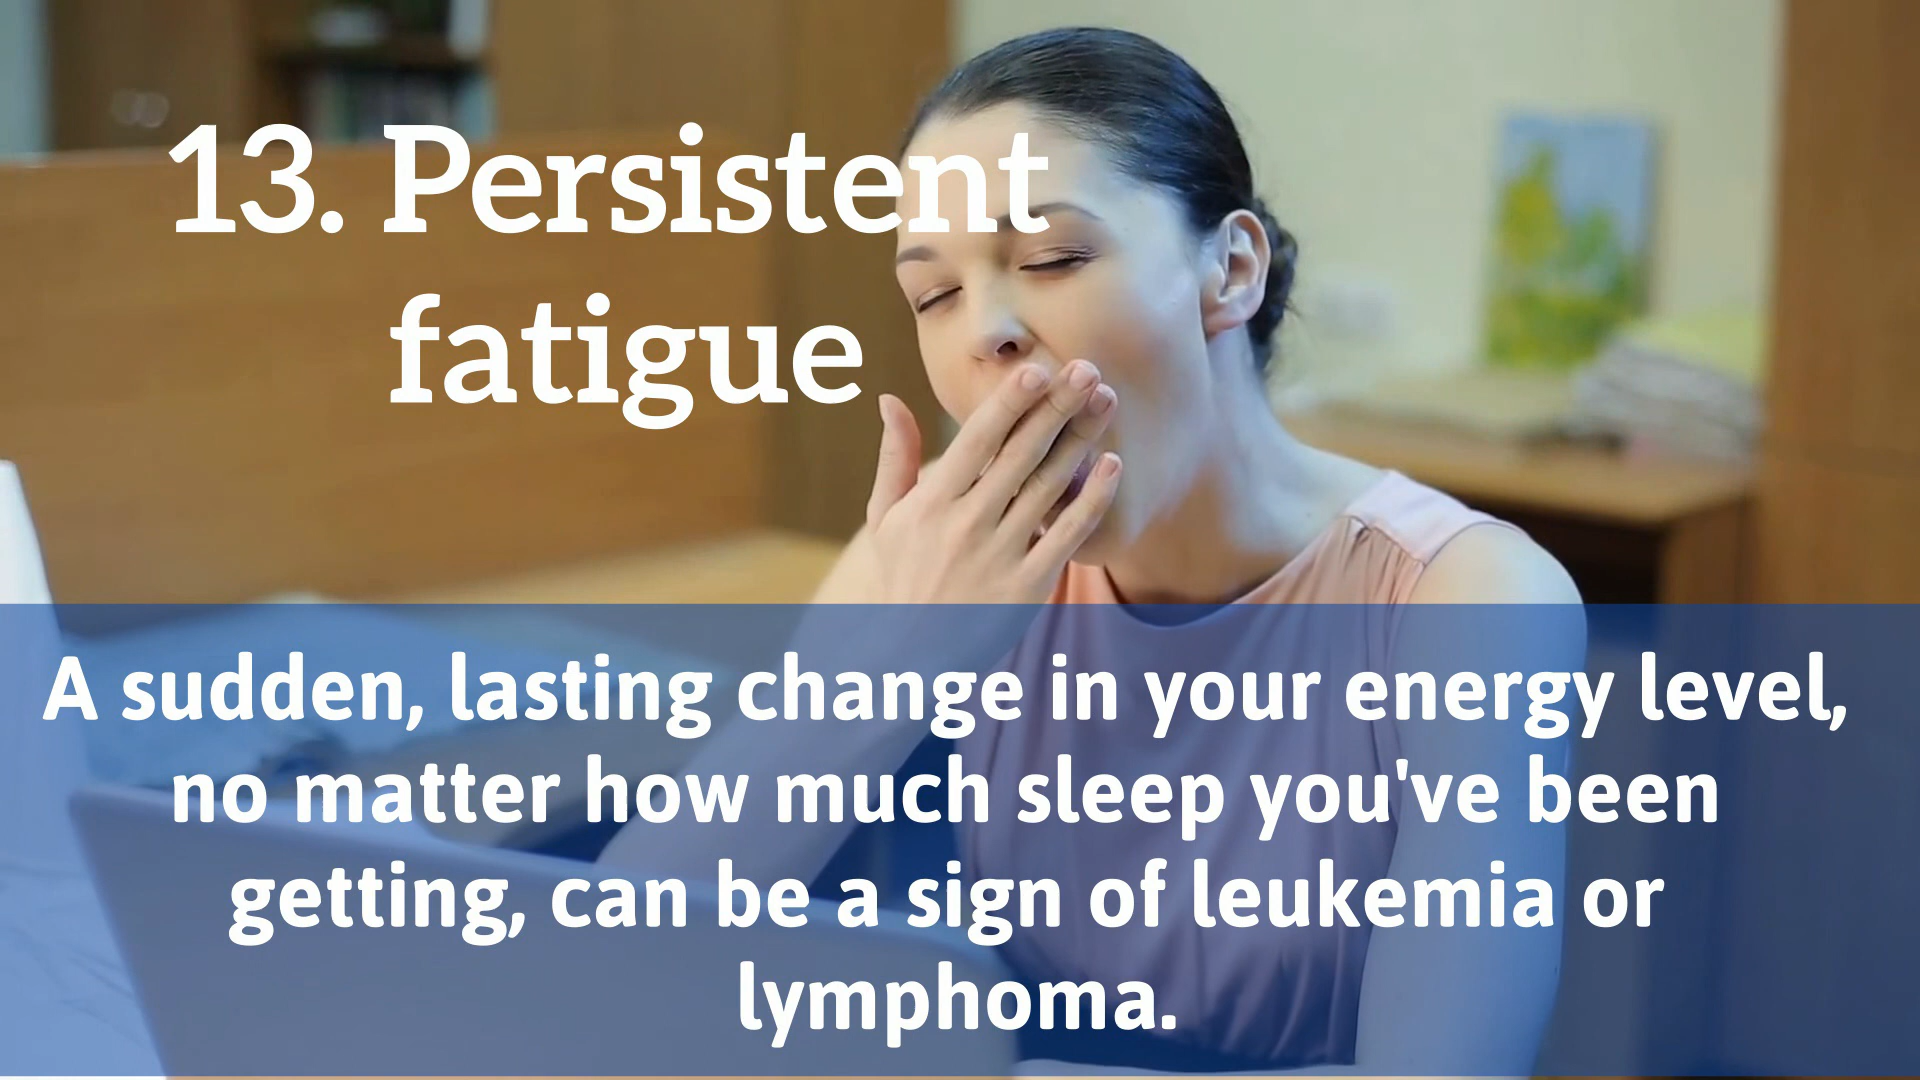 13. Persistent
fatigue
A sudden, lasting change in your energy level,
no matter how much sleep you've been
getting, can be a sign of leukemia or
lymphoma.